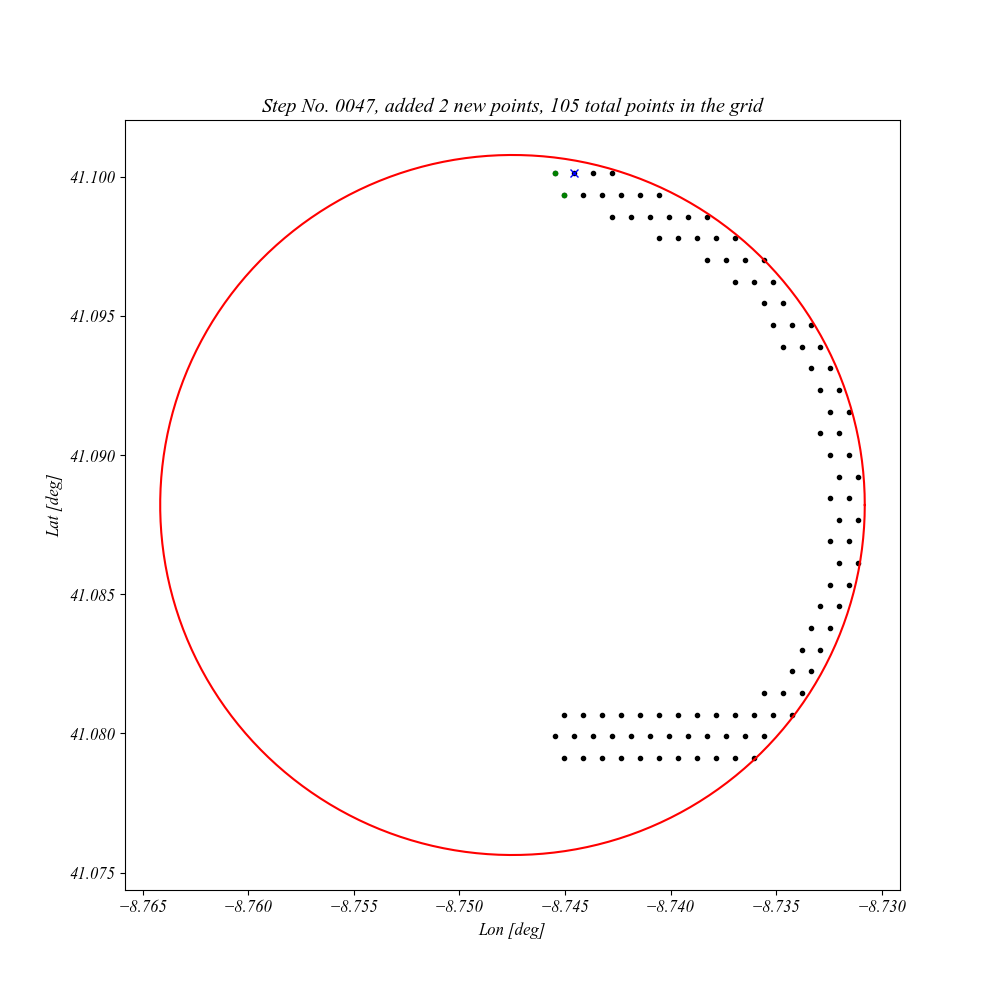 Step No. 0047, added 2 new points, 105 total points in the grid
41.100
41.095
41.090
41.085
41.080
41.075
Lat [deg]
−8.765 −8.760 −8.755 −8.750 −8.745 −8.740 −8.735 −8.730
Lon [deg]